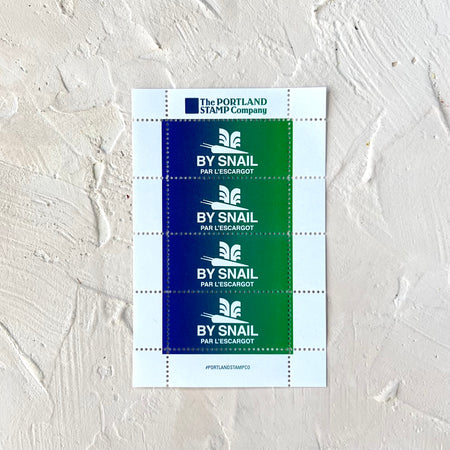 The PORTLAND
STAMP Company
BY SNAIL
PAR L'ESCARGOT
BY SNAIL
PAR L'ESCARGOT
BY SNAIL
PAR L'ESCARGOT
BY SNAIL
PAR L'ESCARGOT
#PORTLANDSTAMPCO